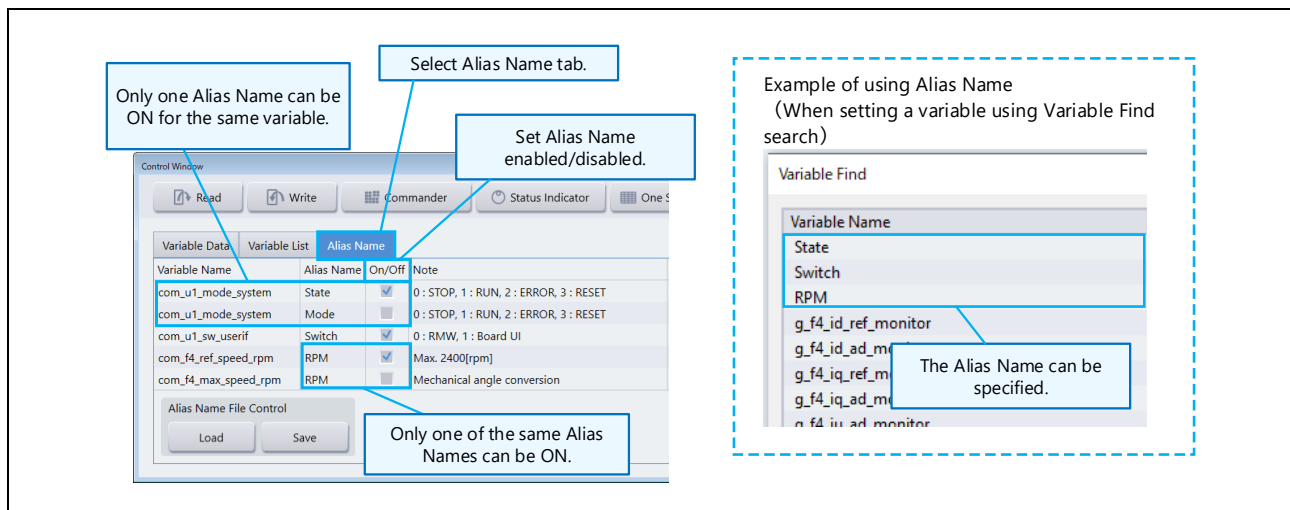 Select Alias Name tab.
Only one Alias Name can be
ON for the same variable.
Set Alias Name
enabled/disabled.
Control Window
Read
Write
Commander
Status Indicator
One S
Variable Data
Variable List
Alias Name
Variable Name Alias Name On/Off Note
com_u1_mode_system State 0 : STOP, 1 : RUN, 2 : ERROR, 3 : RESET
com_u1_mode_system Mode 0 : STOP, 1 : RUN, 2 : ERROR, 3 : RESET
com_u1_sw_userif Switch 0 : RMW, 1 : Board UI
com_f4_ref_speed_rpm RPM Max. 2400[rpm]
com_f4_max_speed_rpm RPM Mechanical angle conversion
Alias Name File Control
Load Save
Only one of the same Alias
Names can be ON.
Example of using Alias Name
（When setting a variable using Variable Find
search）
Variable Find
Variable Name
State
Switch
RPM
g_f4_id_ref_monitor
g_f4_id_ad_mo
g_f4_iq_ref_m
g_f4_iq_ad_mo
g_f4_iu_ad_monitor
The Alias Name can be
specified.